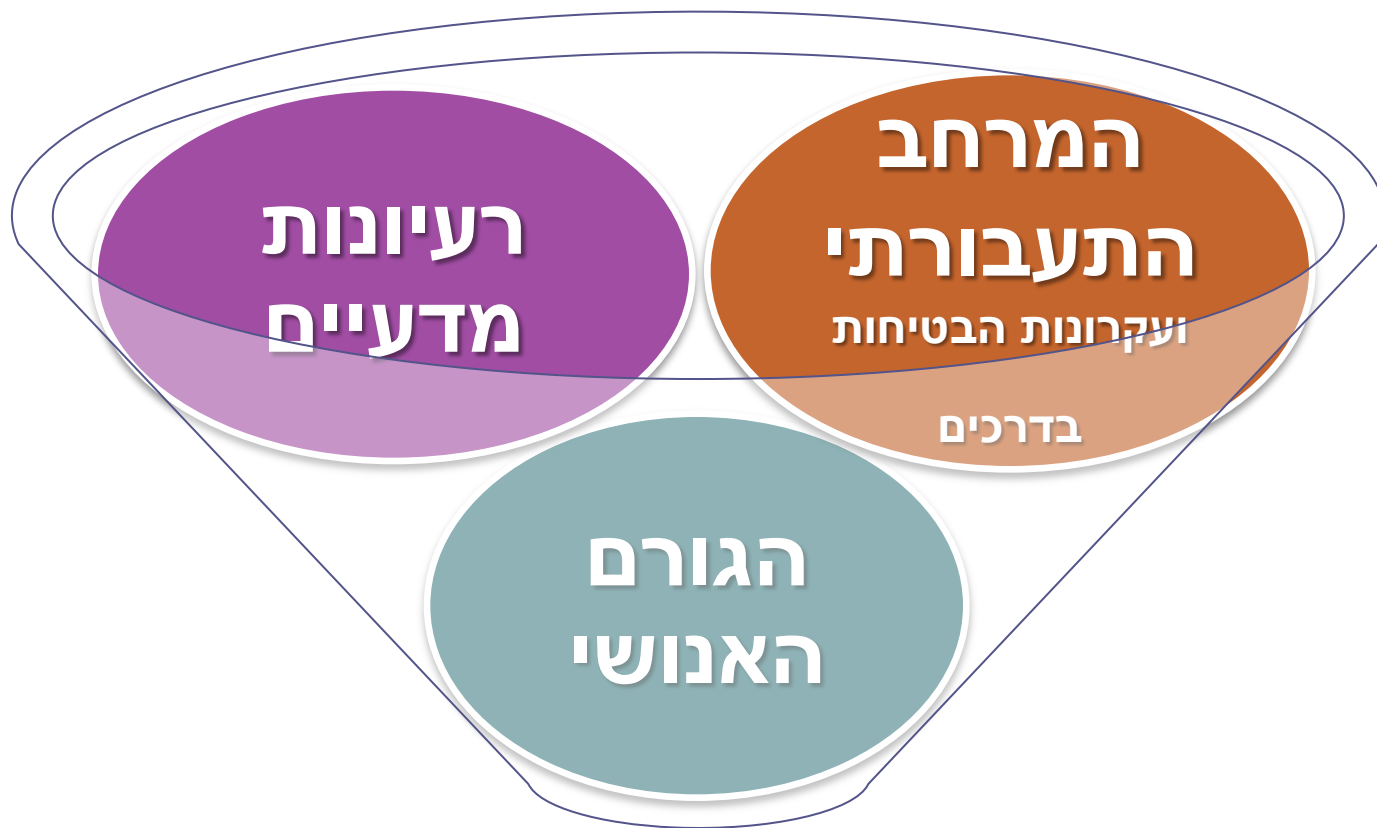 המרחב
התעבורתי
ועקרונות הבטיחות
בדרכים
רעיונות
מדעיים
הגורם
האנושי